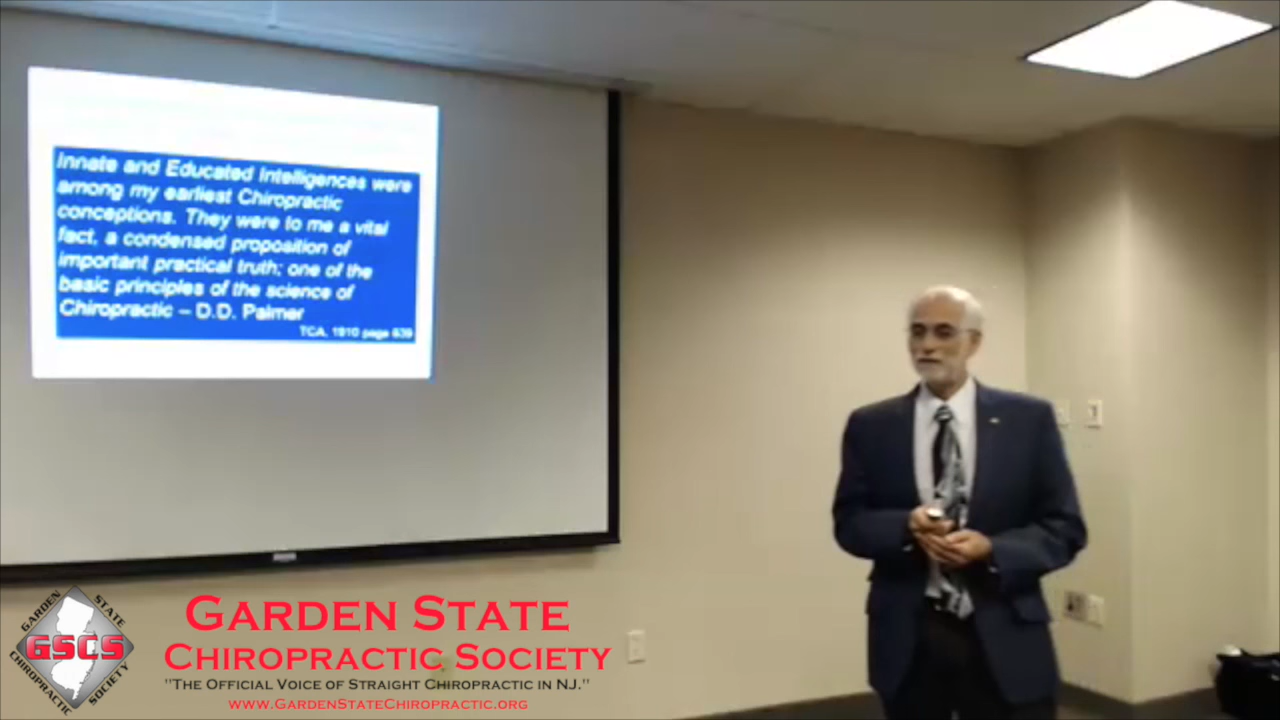 Innate and Educated Intelligences were
among my earliest Chiropractic
conceptions. They were to me a vital
fact, a condensed proposition of
important practical truth; one of the
basic principles of the science of
Chiropractic – D.D. Palmer
TCA, 1910 page 639
GARDEN STATE
GSCS
CHIROPRACTIC SOCIETY
GARDEN STATE
CHIROPRACTIC SOCIETY
"THE OFFICIAL VOICE OF STRAIGHT CHIROPRACTIC IN NJ."
WWW.GARDENSTATECHIROPRACTIC.ORG